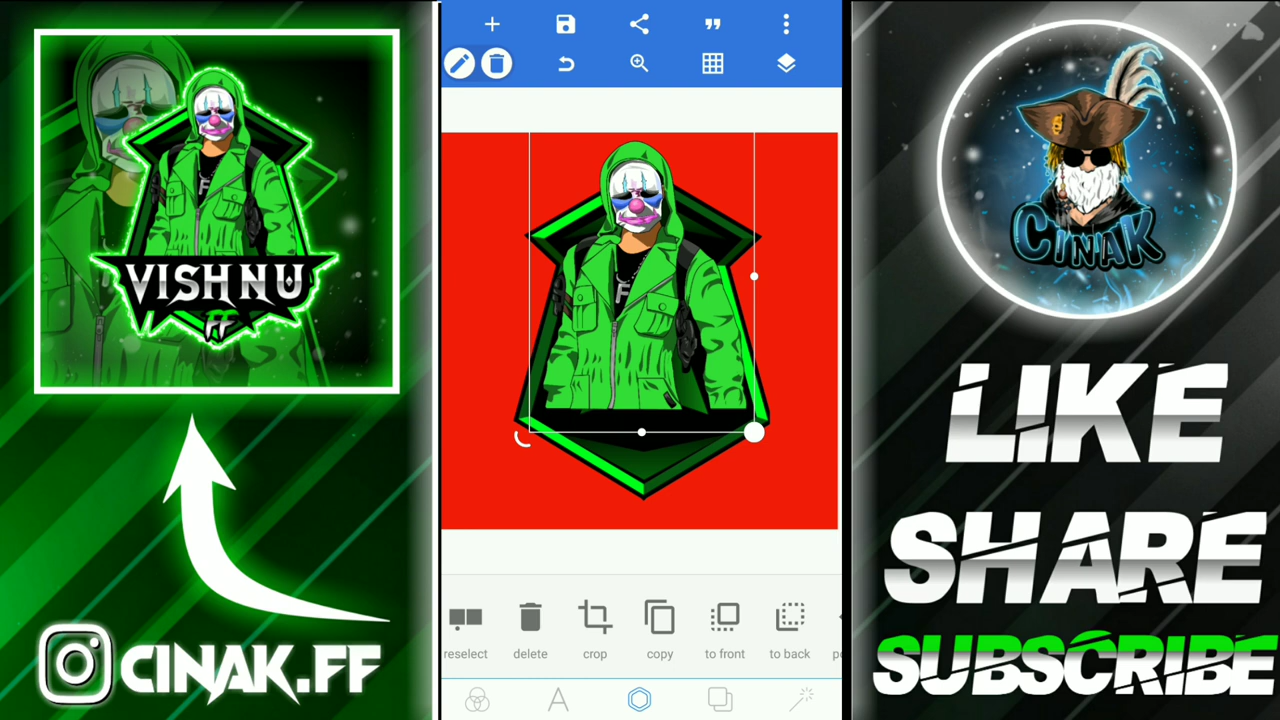 VISHNU
FF
CINAK.FF
F
reselect
delete
crop
copy
to front
to back
A
CINAK
LIKE
SHARE
SUBSCRIBE